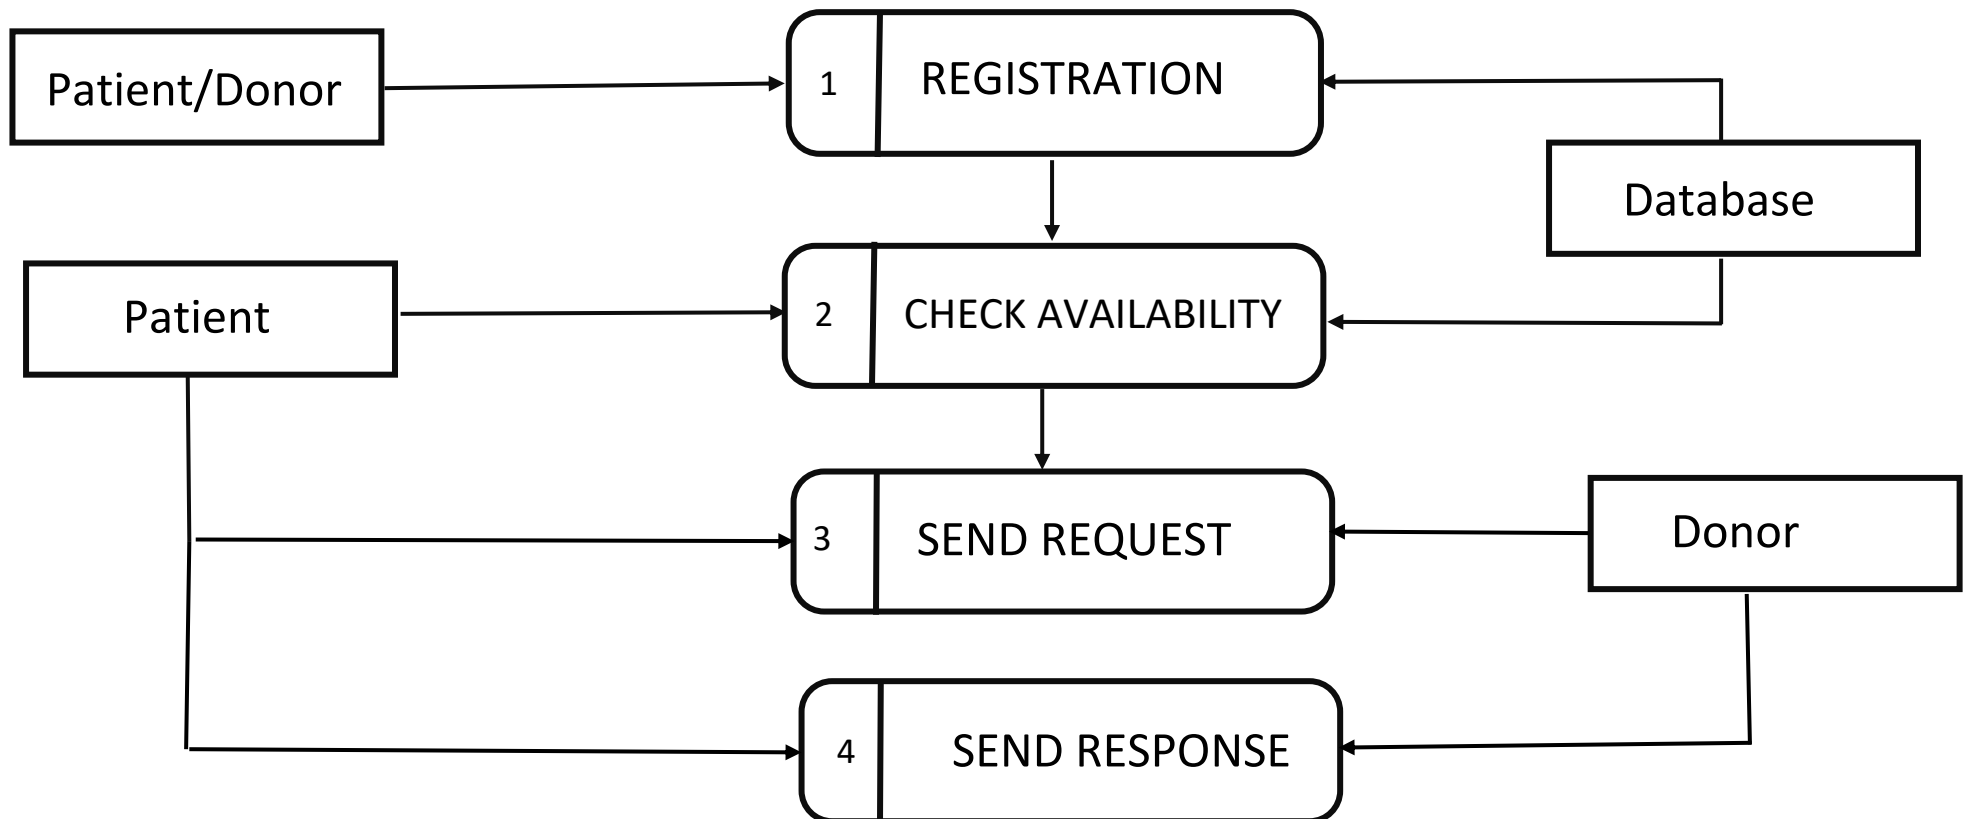 Patient/Donor
1
REGISTRATION
Database
Patient
2
CHECK AVAILABILITY
3
SEND REQUEST
Donor
4
SEND RESPONSE